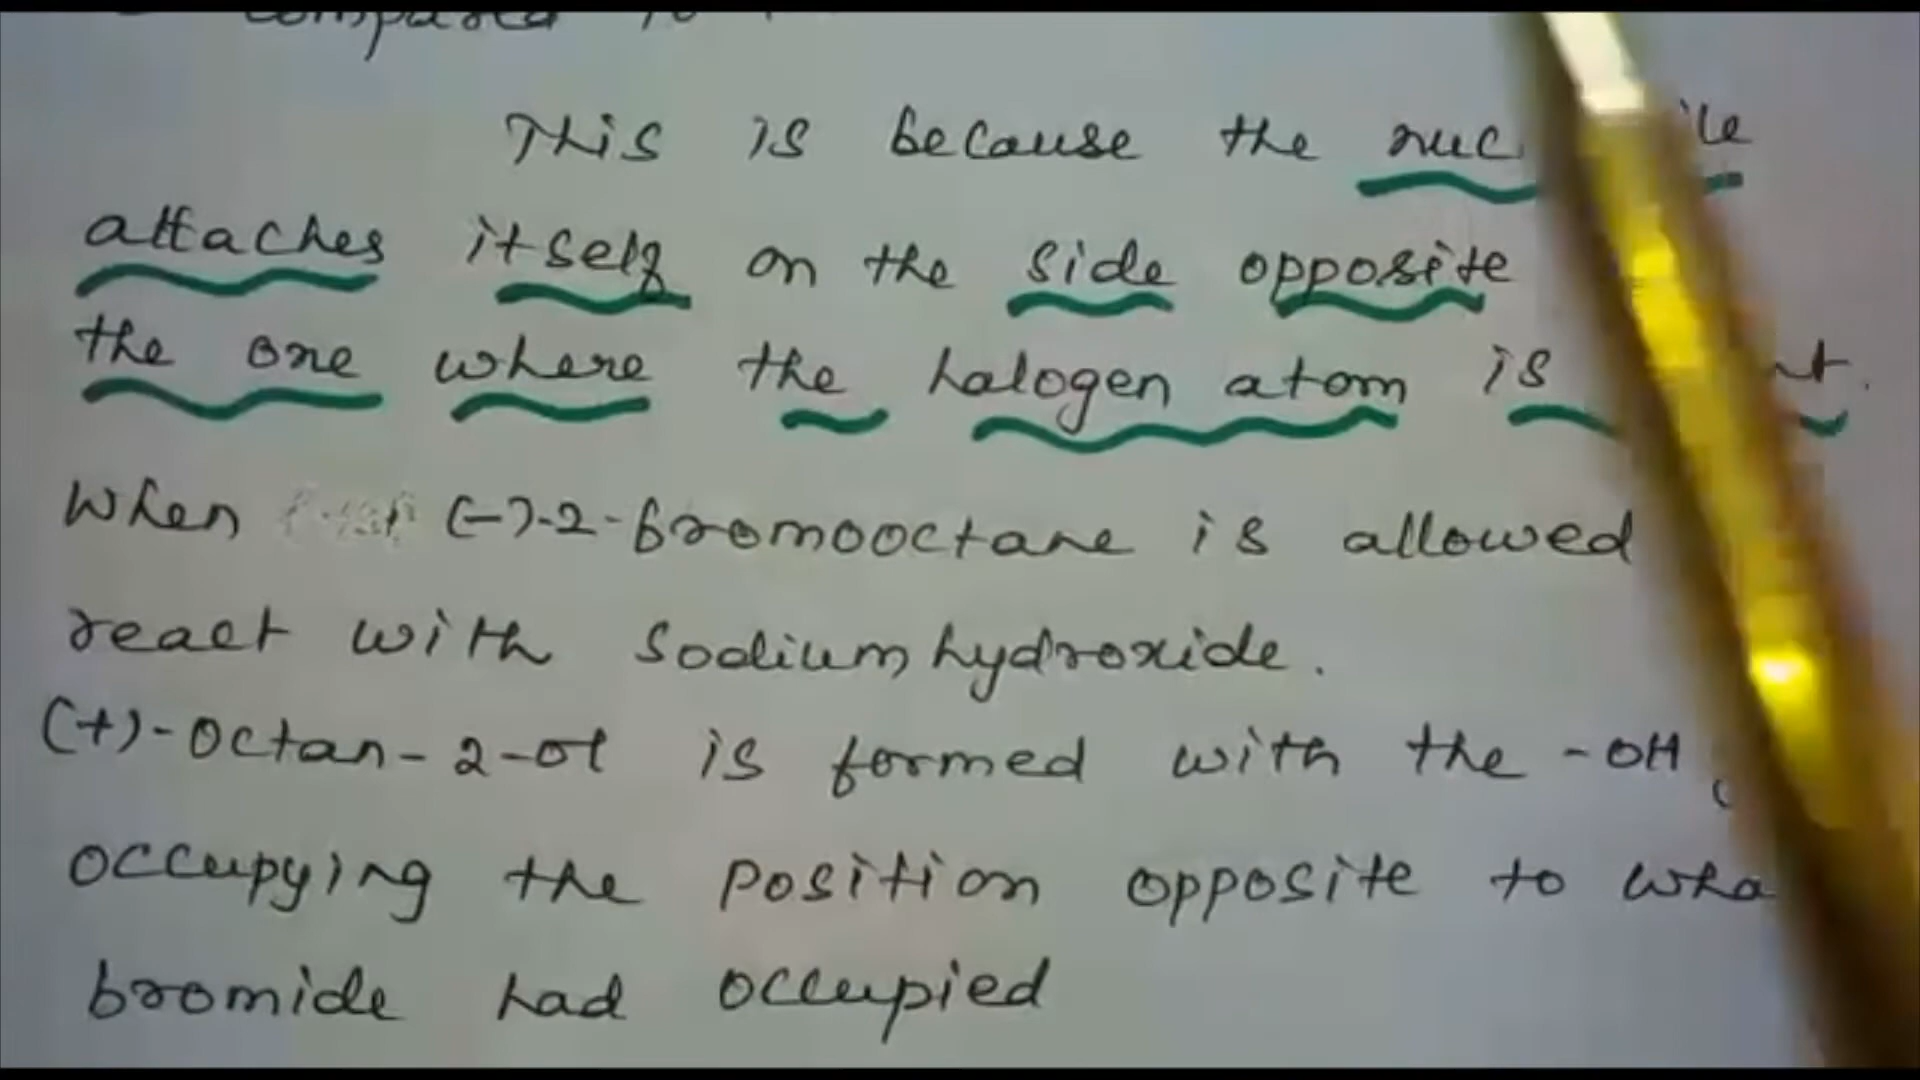 compared to
This is because the
attaches itself on the side opposite
the one where the halogen atom is
when (-)-2-bromooctane is allowed
react with Sodium hydroxide.
(+)-octan-2-ol is formed with the -OH
occupying the position opposite to
bromide had occupied